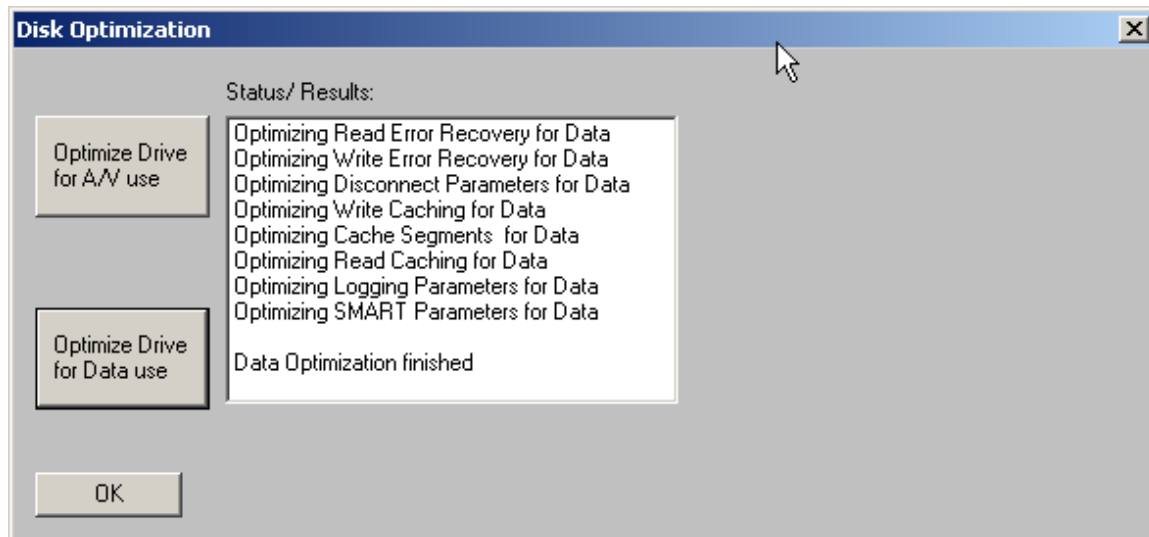 Disk Optimization
Status/ Results:
Optimize Drive
for A/V use
Optimizing Read Error Recovery for Data
Optimizing Write Error Recovery for Data
Optimizing Disconnect Parameters for Data
Optimizing Write Caching for Data
Optimizing Cache Segments  for Data
Optimizing Read Caching for Data
Optimizing Logging Parameters for Data
Optimizing SMART Parameters for Data
Data Optimization finished
Optimize Drive
for Data use
OK